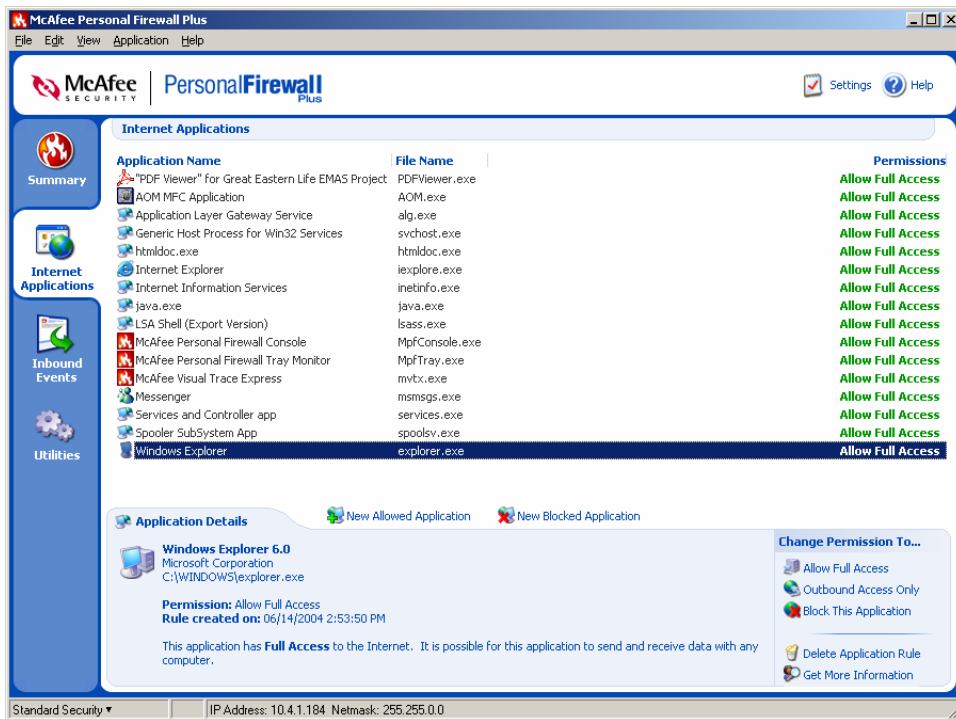 McAfee Personal Firewall Plus
File Edit View Application Help
McAfee SECURITY PersonalFirewall Plus
Settings Help
Summary
Internet Applications
Inbound Events
Utilities
Internet Applications
Application Name File Name Permissions
"PDF Viewer" for Great Eastern Life EMAS Project PDFViewer.exe Allow Full Access
AOM MFC Application AOM.exe Allow Full Access
Application Layer Gateway Service alg.exe Allow Full Access
Generic Host Process for Win32 Services svchost.exe Allow Full Access
htmldoc.exe htmldoc.exe Allow Full Access
Internet Explorer iexplore.exe Allow Full Access
Internet Information Services inetinfo.exe Allow Full Access
java.exe java.exe Allow Full Access
LSA Shell (Export Version) lsass.exe Allow Full Access
McAfee Personal Firewall Console MpfConsole.exe Allow Full Access
McAfee Personal Firewall Tray Monitor MpfTray.exe Allow Full Access
McAfee Visual Trace Express mvtx.exe Allow Full Access
Messenger msmsgs.exe Allow Full Access
Services and Controller app services.exe Allow Full Access
Spooler SubSystem App spoolsv.exe Allow Full Access
Windows Explorer explorer.exe Allow Full Access
Application Details
New Allowed Application New Blocked Application
Windows Explorer 6.0
Microsoft Corporation
C:\WINDOWS\explorer.exe
Permission: Allow Full Access
Rule created on: 06/14/2004 2:53:50 PM
This application has Full Access to the Internet. It is possible for this application to send and receive data with any
computer.
Change Permission To...
Allow Full Access
Outbound Access Only
Block This Application
Delete Application Rule
Get More Information
Standard Security IP Address: 10.4.1.184 Netmask: 255.255.0.0